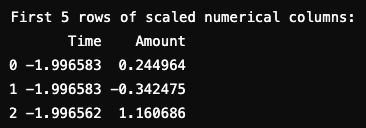 First 5 rows of scaled numerical columns:
Time Amount
0 -1.996583 0.244964
1 -1.996583 -0.342475
2 -1.996562 1.160686